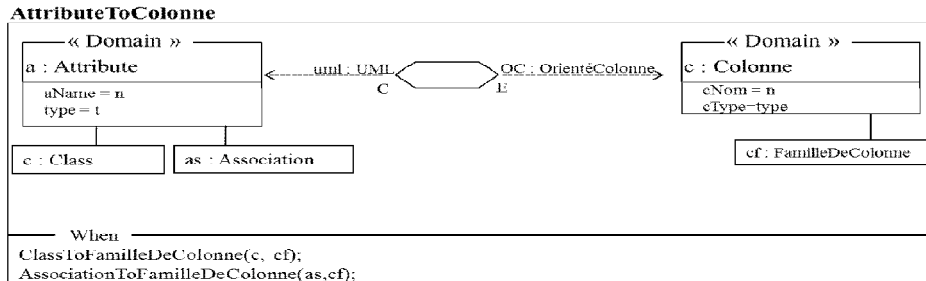 AttributeToColonne
« Domain »
a : Attribute
aName = n
type = t
c : Class
as : Association
uml : UML
C
OC : OrientéColonne
E
« Domain »
c : Colonne
cNom = n
cType=type
cf : FamilleDeColonne
When
ClassToFamilleDeColonne(c, cf);
AssociationToFamilleDeColonne(as,cf);